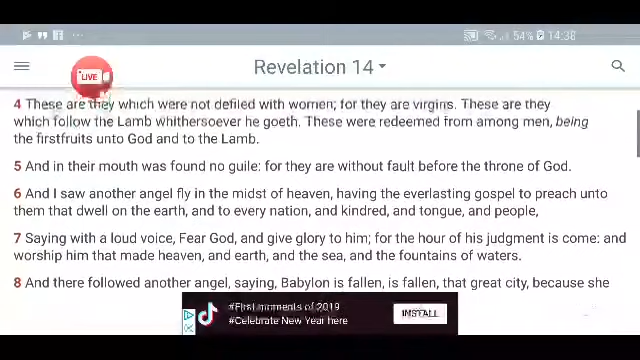 54% 14:38
Revelation 14
LIVE
4 These are they which were not defiled with women; for they are virgins. These are they
which follow the Lamb whithersoever he goeth. These were redeemed from among men, being
the firstfruits unto God and to the Lamb.
5 And in their mouth was found no guile: for they are without fault before the throne of God.
6 And I saw another angel fly in the midst of heaven, having the everlasting gospel to preach unto
them that dwell on the earth, and to every nation, and kindred, and tongue, and people,
7 Saying with a loud voice, Fear God, and give glory to him; for the hour of his judgment is come: and
worship him that made heaven, and earth, and the sea, and the fountains of waters.
8 And there followed another angel, saying, Babylon is fallen, is fallen, that great city, because she
#First moments of 2019
#Celebrate New Year here
INSTALL